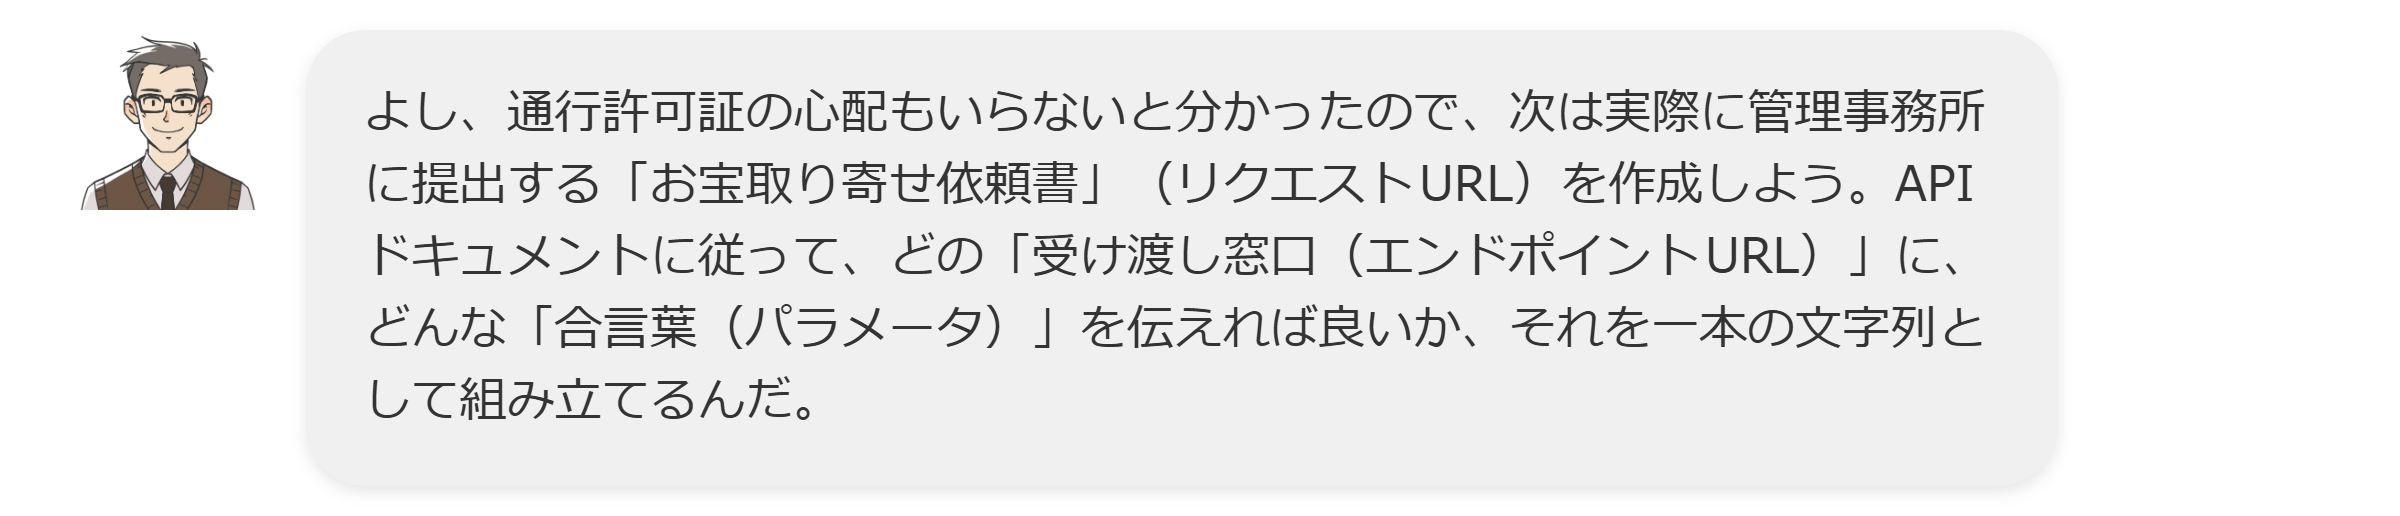 よし、通行許可証の心配もいらないと分かったので、次は実際に管理事務所
に提出する「お宝取り寄せ依頼書」（リクエストURL）を作成しよう。API
ドキュメントに従って、どの「受け渡し窓口（エンドポイントURL）」に、
どんな「合言葉（パラメータ）」を伝えれば良いか、それを一本の文字列と
して組み立てるんだ。